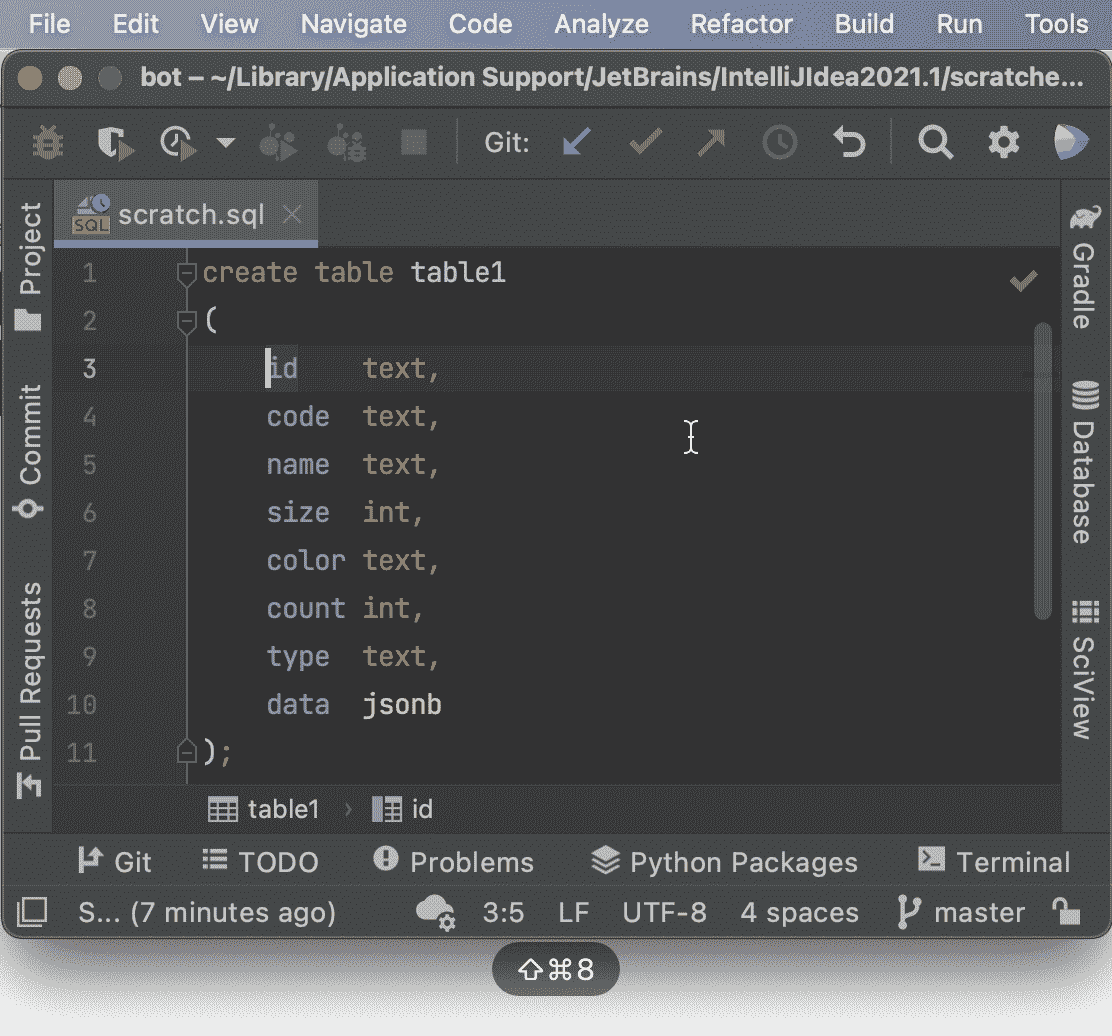 File Edit View Navigate Code Analyze Refactor Build Run Tools
bot – ~/Library/Application Support/JetBrains/IntelliJIdea2021.1/scratche...
Git:
SQL scratch.sql
Project
Commit
Pull Requests
1 create table table1
2 (
3 id text,
4 code text,
5 name text,
6 size int,
7 color text,
8 count int,
9 type text,
10 data jsonb
11 );
Gradle
Database
SciView
table1 › id
Git TODO Problems Python Packages Terminal
S... (7 minutes ago) 3:5 LF UTF-8 4 spaces master
⇧⌘8